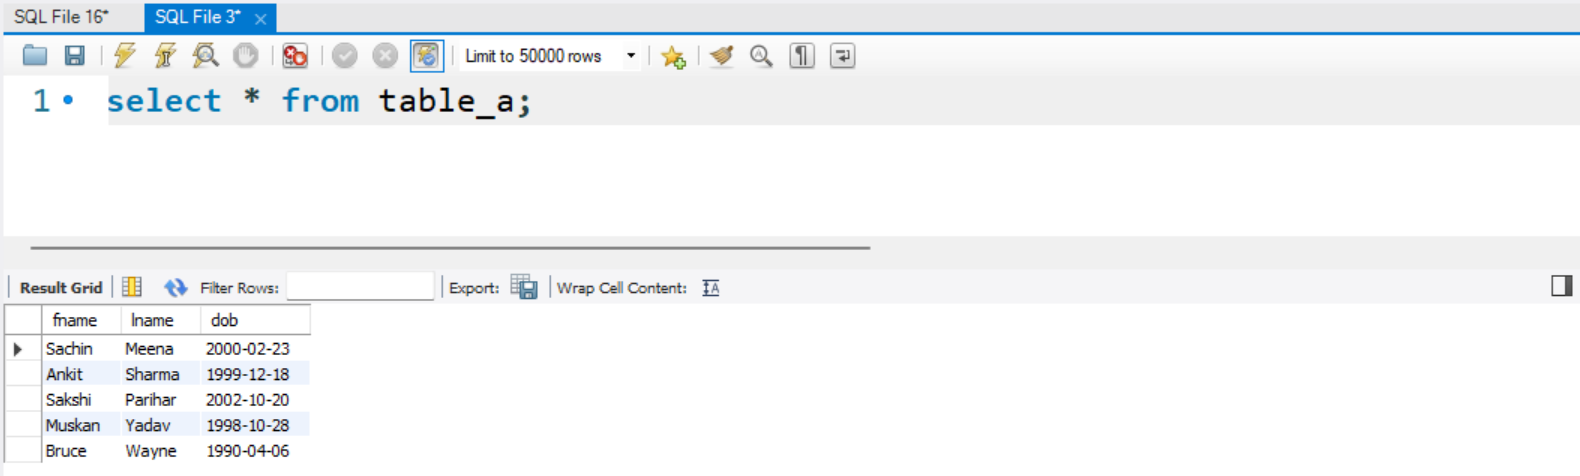 SQL File 16* SQL File 3* ×
Limit to 50000 rows
1 • select * from table_a;
Result Grid Filter Rows: Export: Wrap Cell Content: IA
fname lname dob
Sachin Meena 2000-02-23
Ankit Sharma 1999-12-18
Sakshi Parihar 2002-10-20
Muskan Yadav 1998-10-28
Bruce Wayne 1990-04-06